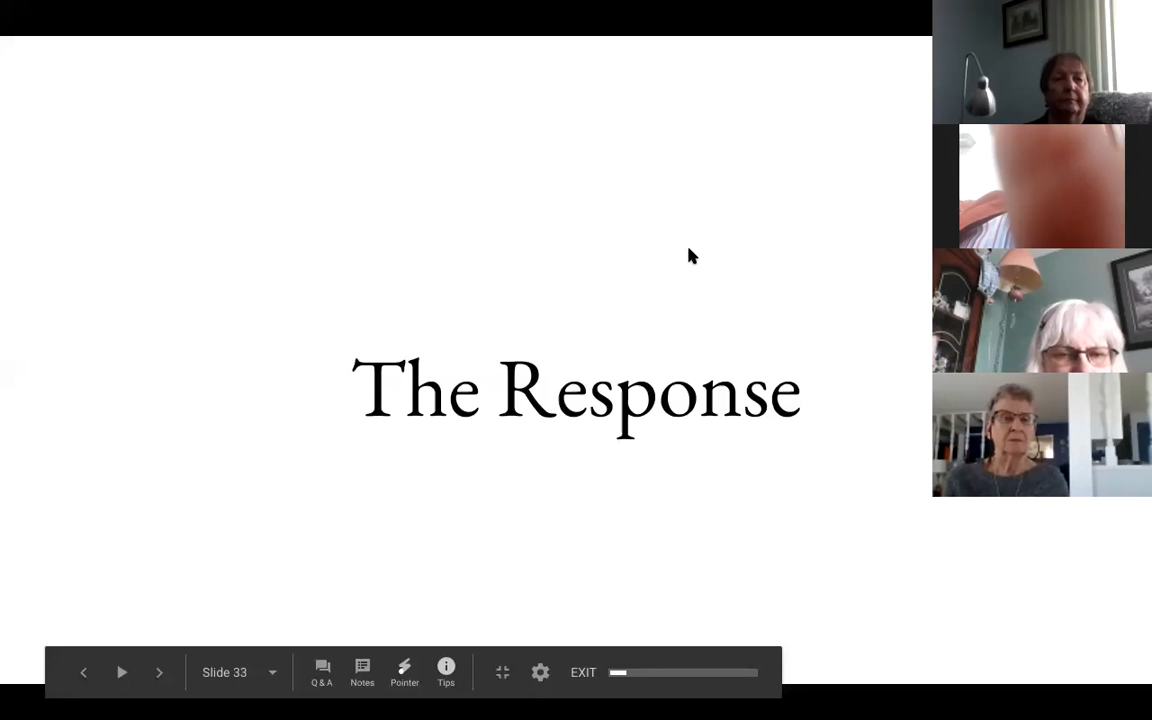 The Response
Slide 33
Q & A
Notes
Pointer
Tips
EXIT